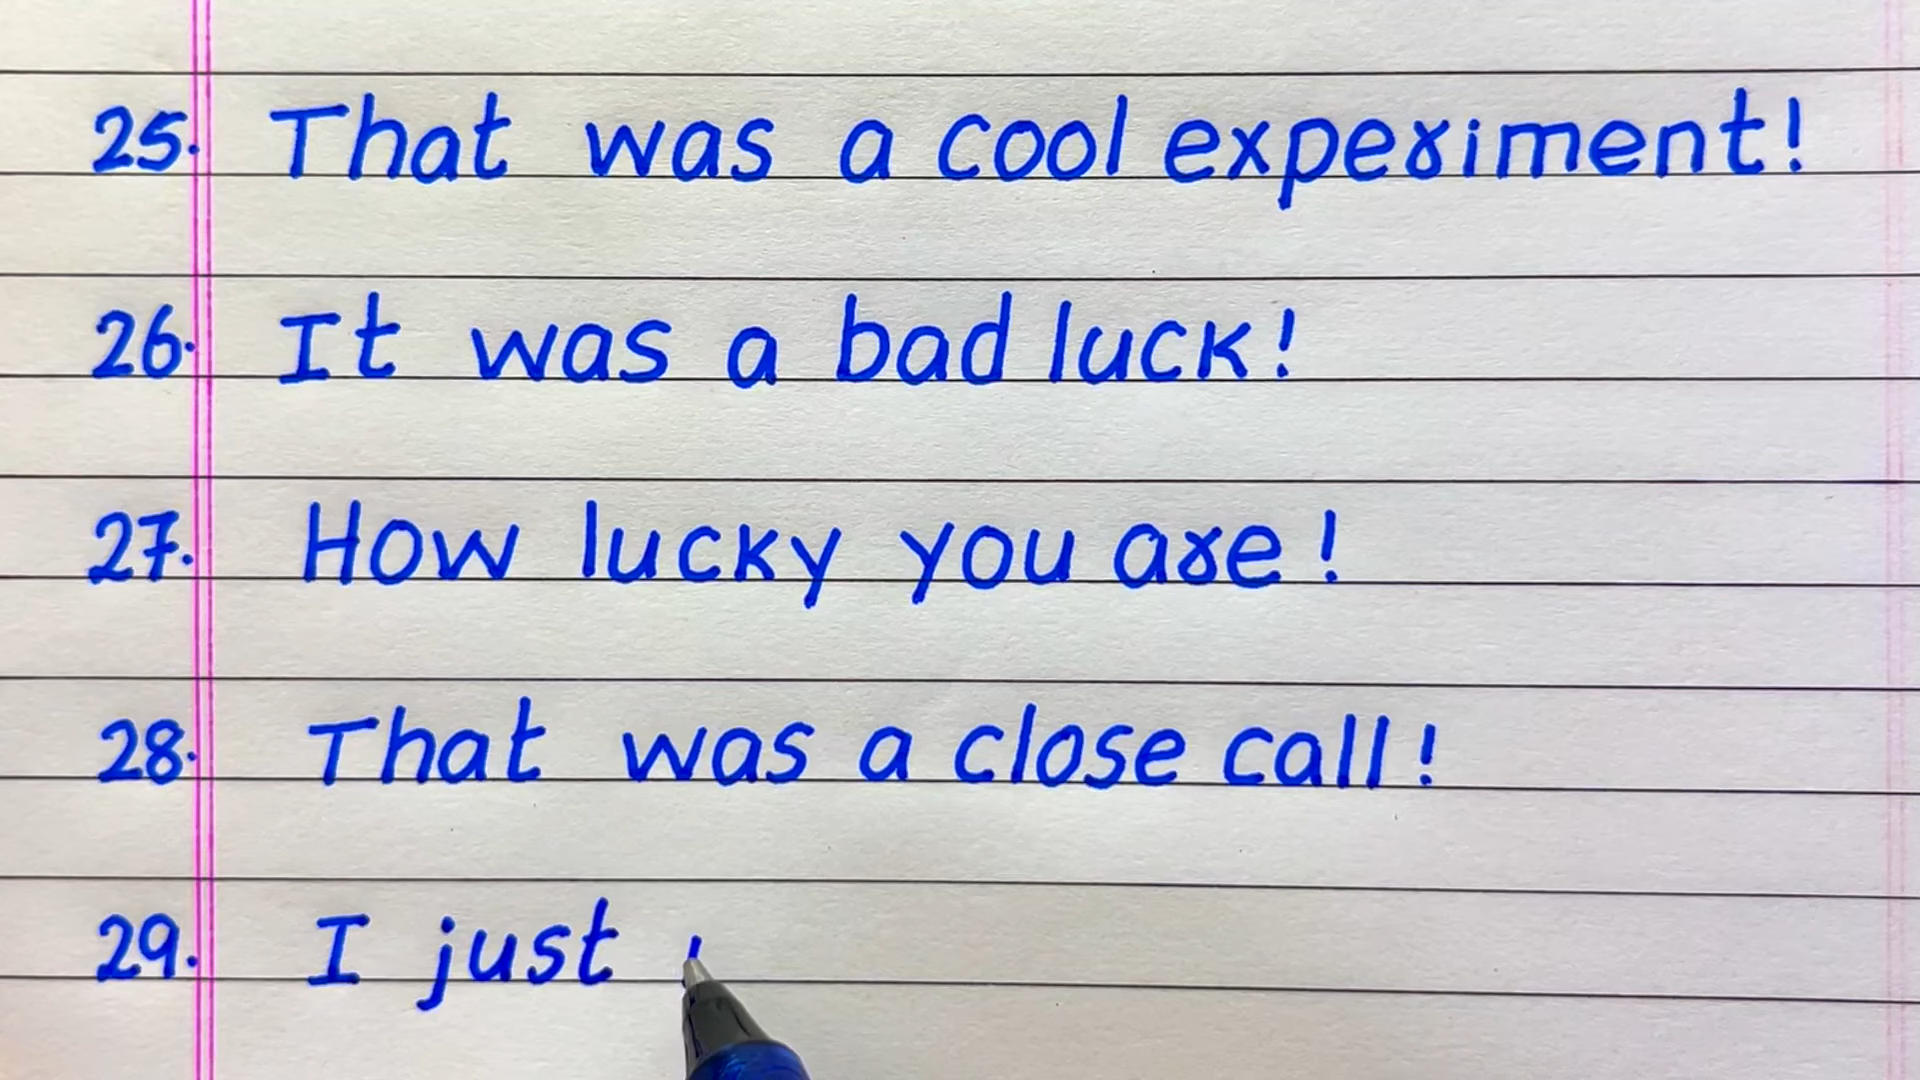 25. That was a cool experiment!
26. It was a bad luck!
27. How lucky you are!
28. That was a close call!
29. I just